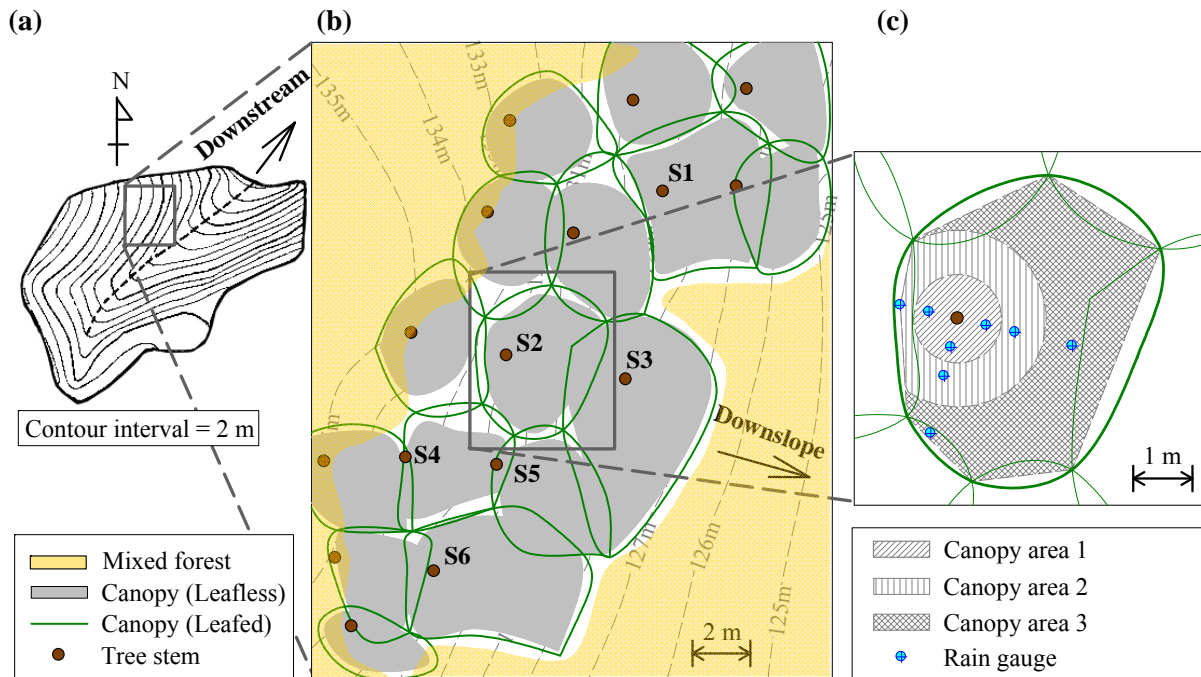 (a)
(b)
(c)
N
Downstream
Contour interval = 2 m
Mixed forest
Canopy (Leafless)
Canopy (Leafed)
Tree stem
135m
134m
133m
127m
126m
125m
125m
S1
S2
S3
S4
S5
S6
Downslope
2 m
1 m
Canopy area 1
Canopy area 2
Canopy area 3
Rain gauge